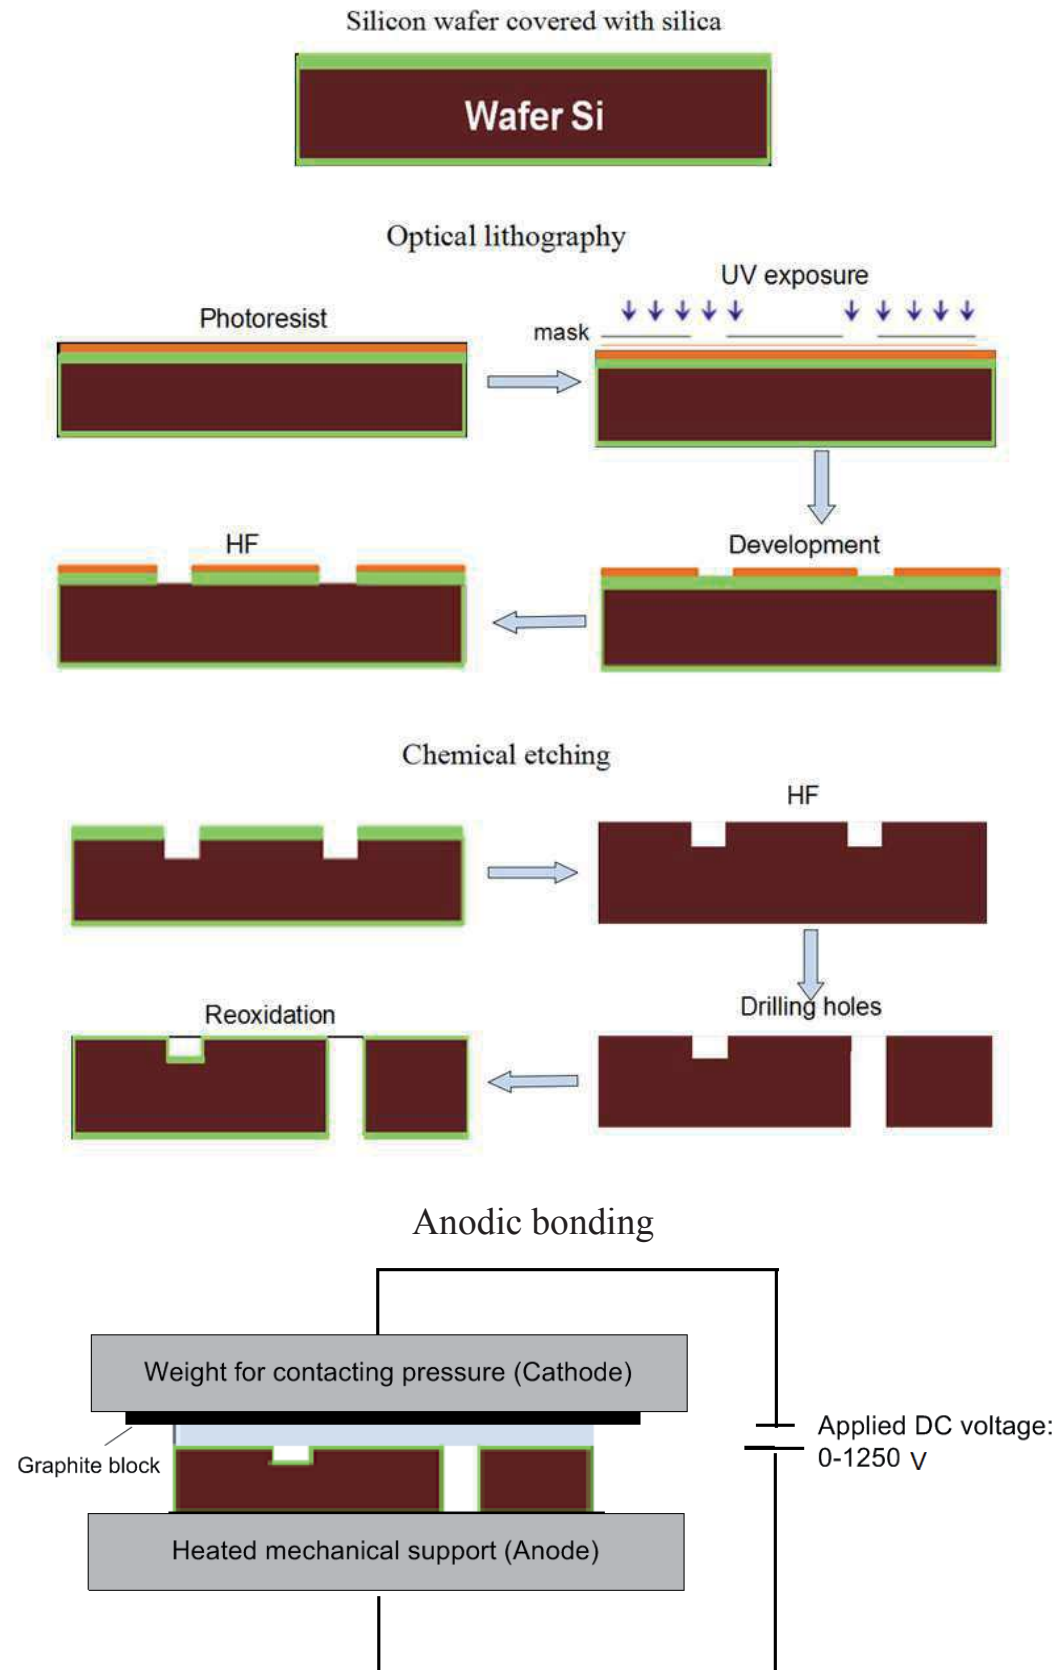 Silicon wafer covered with silica
Wafer Si
Optical lithography
UV exposure
Photoresist
mask
HF
Development
Chemical etching
HF
Reoxidation
Drilling holes
Anodic bonding
Weight for contacting pressure (Cathode)
Graphite block
Applied DC voltage:
0-1250 V
Heated mechanical support (Anode)